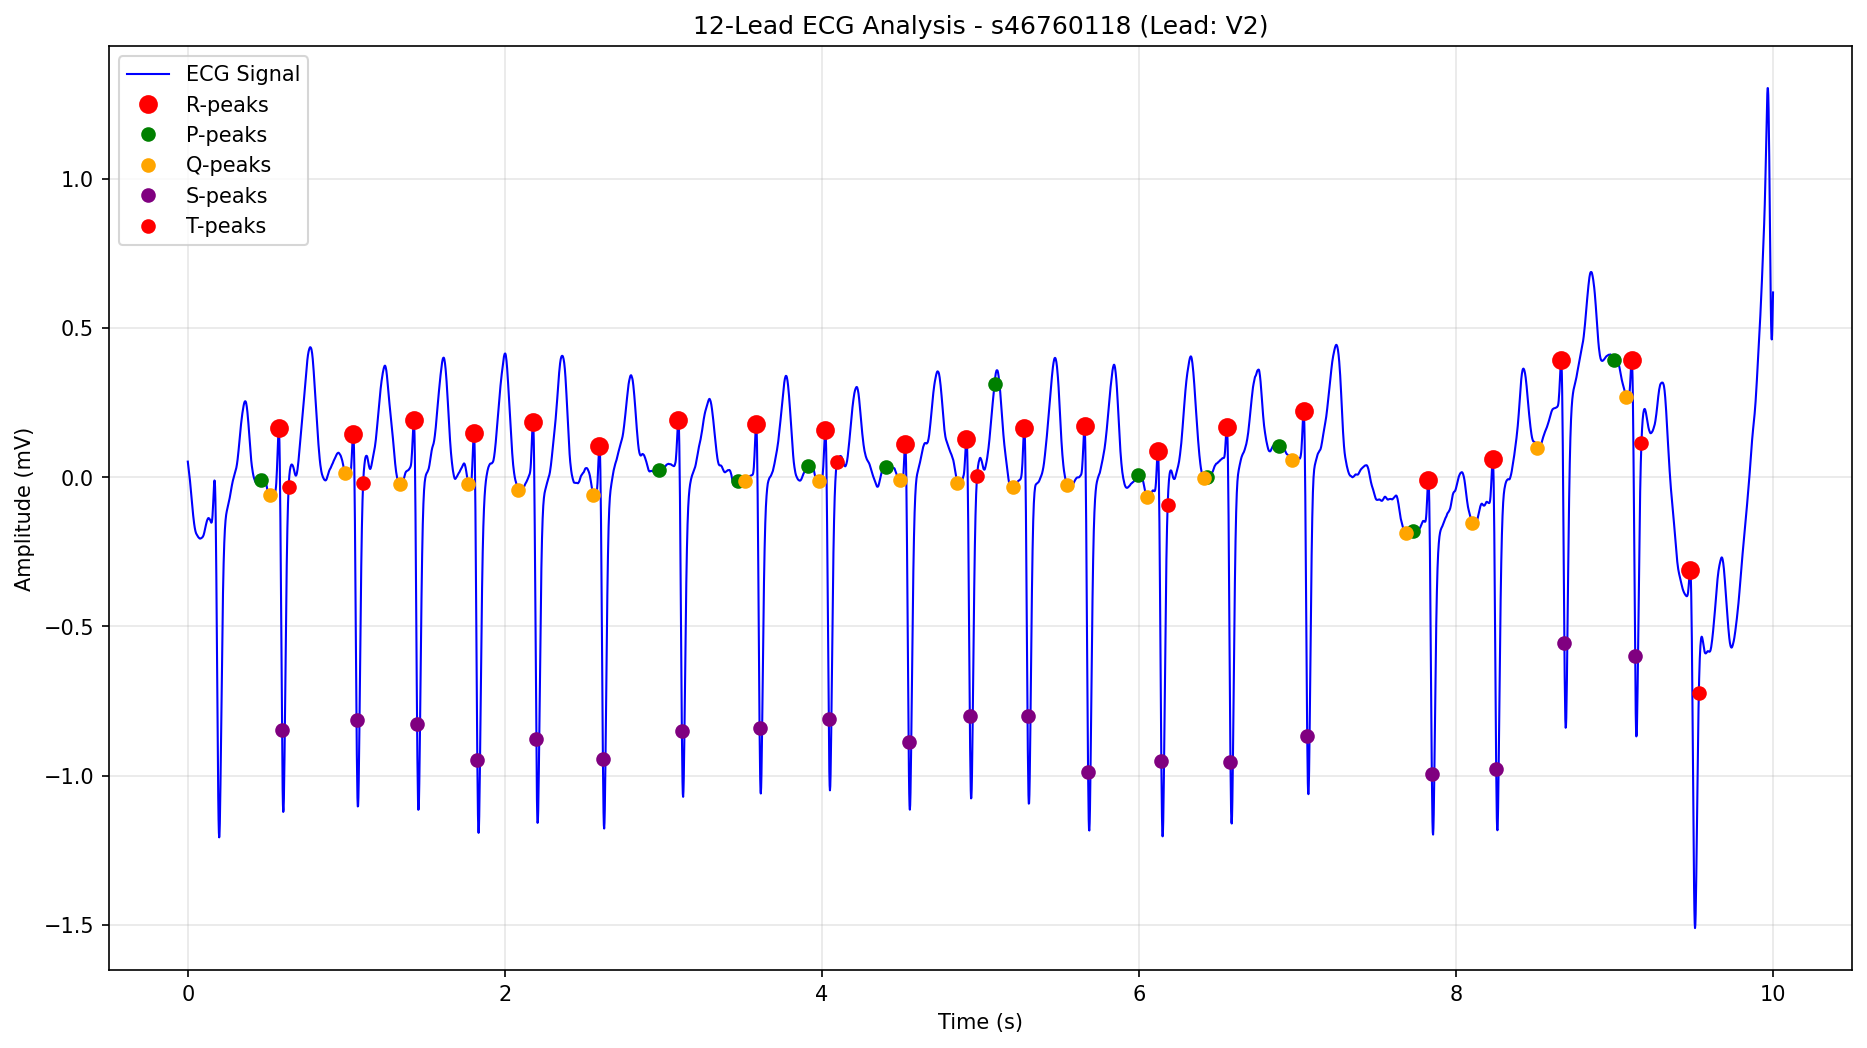 12-Lead ECG Analysis - s46760118 (Lead: V2)
ECG Signal
R-peaks
P-peaks
Q-peaks
S-peaks
T-peaks
1.0
0.5
0.0
−0.5
−1.0
−1.5
Amplitude (mV)
0 2 4 6 8 10
Time (s)